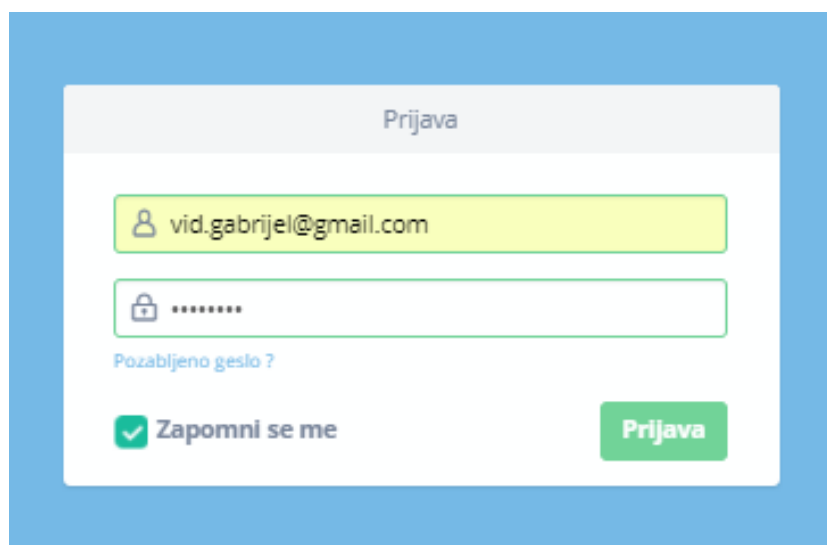 Prijava
vid.gabrijel@gmail.com
••••••••
Pozabljeno geslo ?
Zapomni se me
Prijava